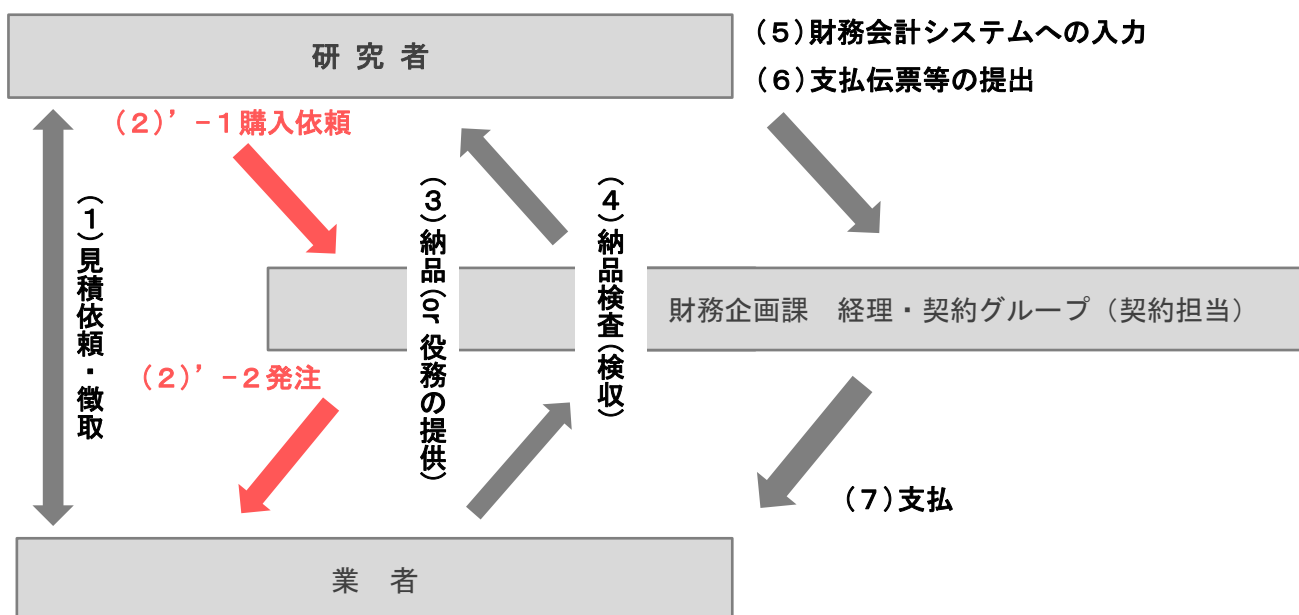 研 究 者
(5)財務会計システムへの入力
(6)支払伝票等の提出
(2)’-1購入依頼
(1)見積依頼・徴取
(3)納品(or 役務の提供)
(4)納品検査(検収)
財務企画課　経理・契約グループ(契約担当)
(2)’-2発注
(7)支払
業　者